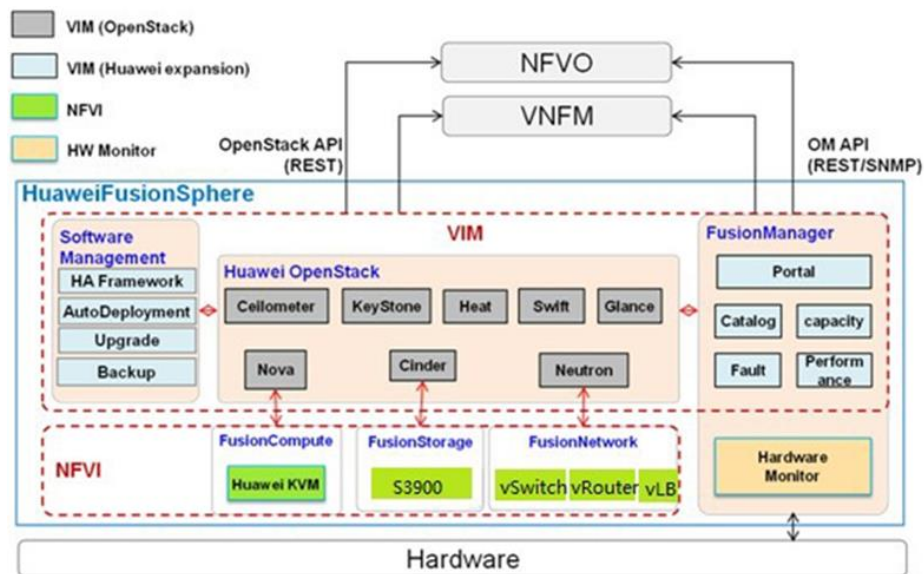 VIM (OpenStack)
VIM (Huawei expansion)
NFVI
HW Monitor
NFVO
VNFM
OpenStack API
(REST)
OM API
(REST/SNMP)
HuaweiFusionSphere
VIM
Software
Management
HA Framework
AutoDeployment
Upgrade
Backup
Huawei OpenStack
Ceilometer
KeyStone
Heat
Swift
Glance
Nova
Cinder
Neutron
FusionManager
Portal
Catalog
capacity
Fault
Perform
ance
Hardware
Monitor
NFVI
FusionCompute
Huawei KVM
FusionStorage
S3900
FusionNetwork
vSwitch
vRouter
vLB
Hardware